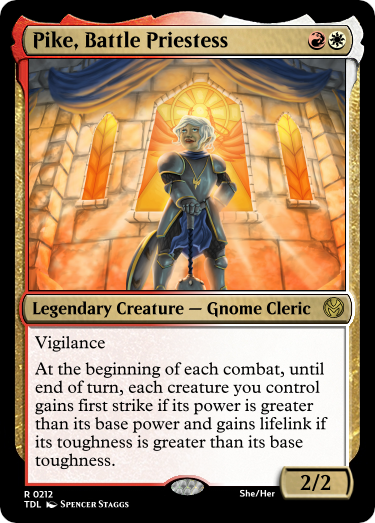 Pike, Battle Priestess
Legendary Creature — Gnome Cleric
Vigilance
At the beginning of each combat, until
end of turn, each creature you control
gains first strike if its power is greater
than its base power and gains lifelink if
its toughness is greater than its base
toughness.
2/2
R 0212
She/Her
TDL Spencer Staggs